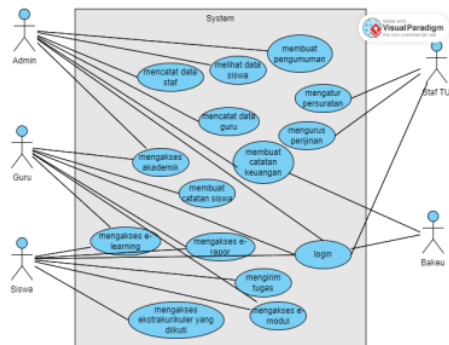 System
Made with
Visual Paradigm
For non-commercial use
Admin
membuat
pengumuman
melihat data
siswa
mencatat data
staf
Staf TU
mengatur
persuratan
mencatat data
guru
mengurus
perijinan
membuat
catatan
keuangan
mengakses
akademik
Guru
membuat
catatan siswa
mengakses e-
learning
mengakses e-
rapor
login
Bakeu
Siswa
mengirim
tugas
mengakses
ekstrakurikuler yang
diikuti
mengakses e-
modul